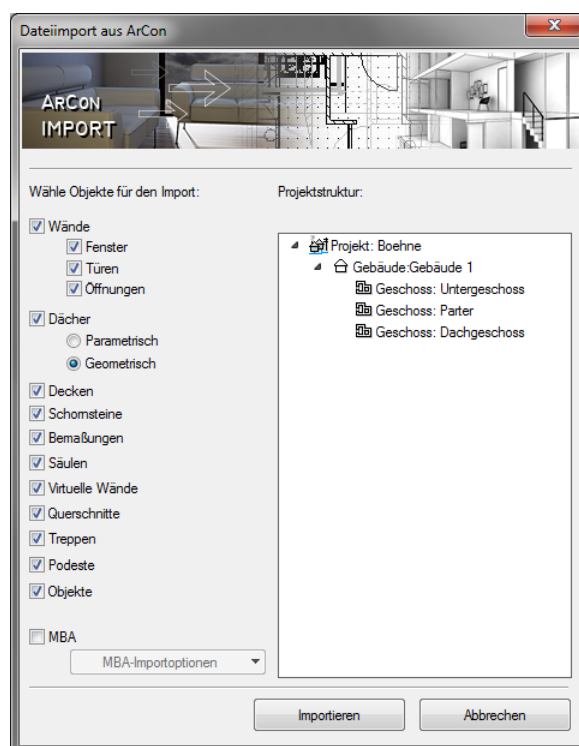 Dateiimport aus ArCon
ARCON
IMPORT
Wähle Objekte für den Import:
Wände
Fenster
Türen
Öffnungen
Dächer
Parametrisch
Geometrisch
Decken
Schornsteine
Bemaßungen
Säulen
Virtuelle Wände
Querschnitte
Treppen
Podeste
Objekte
MBA
MBA-Importoptionen
Projektstruktur:
Projekt: Boehne
Gebäude:Gebäude 1
Geschoss: Untergeschoss
Geschoss: Parter
Geschoss: Dachgeschoss
Importieren
Abbrechen